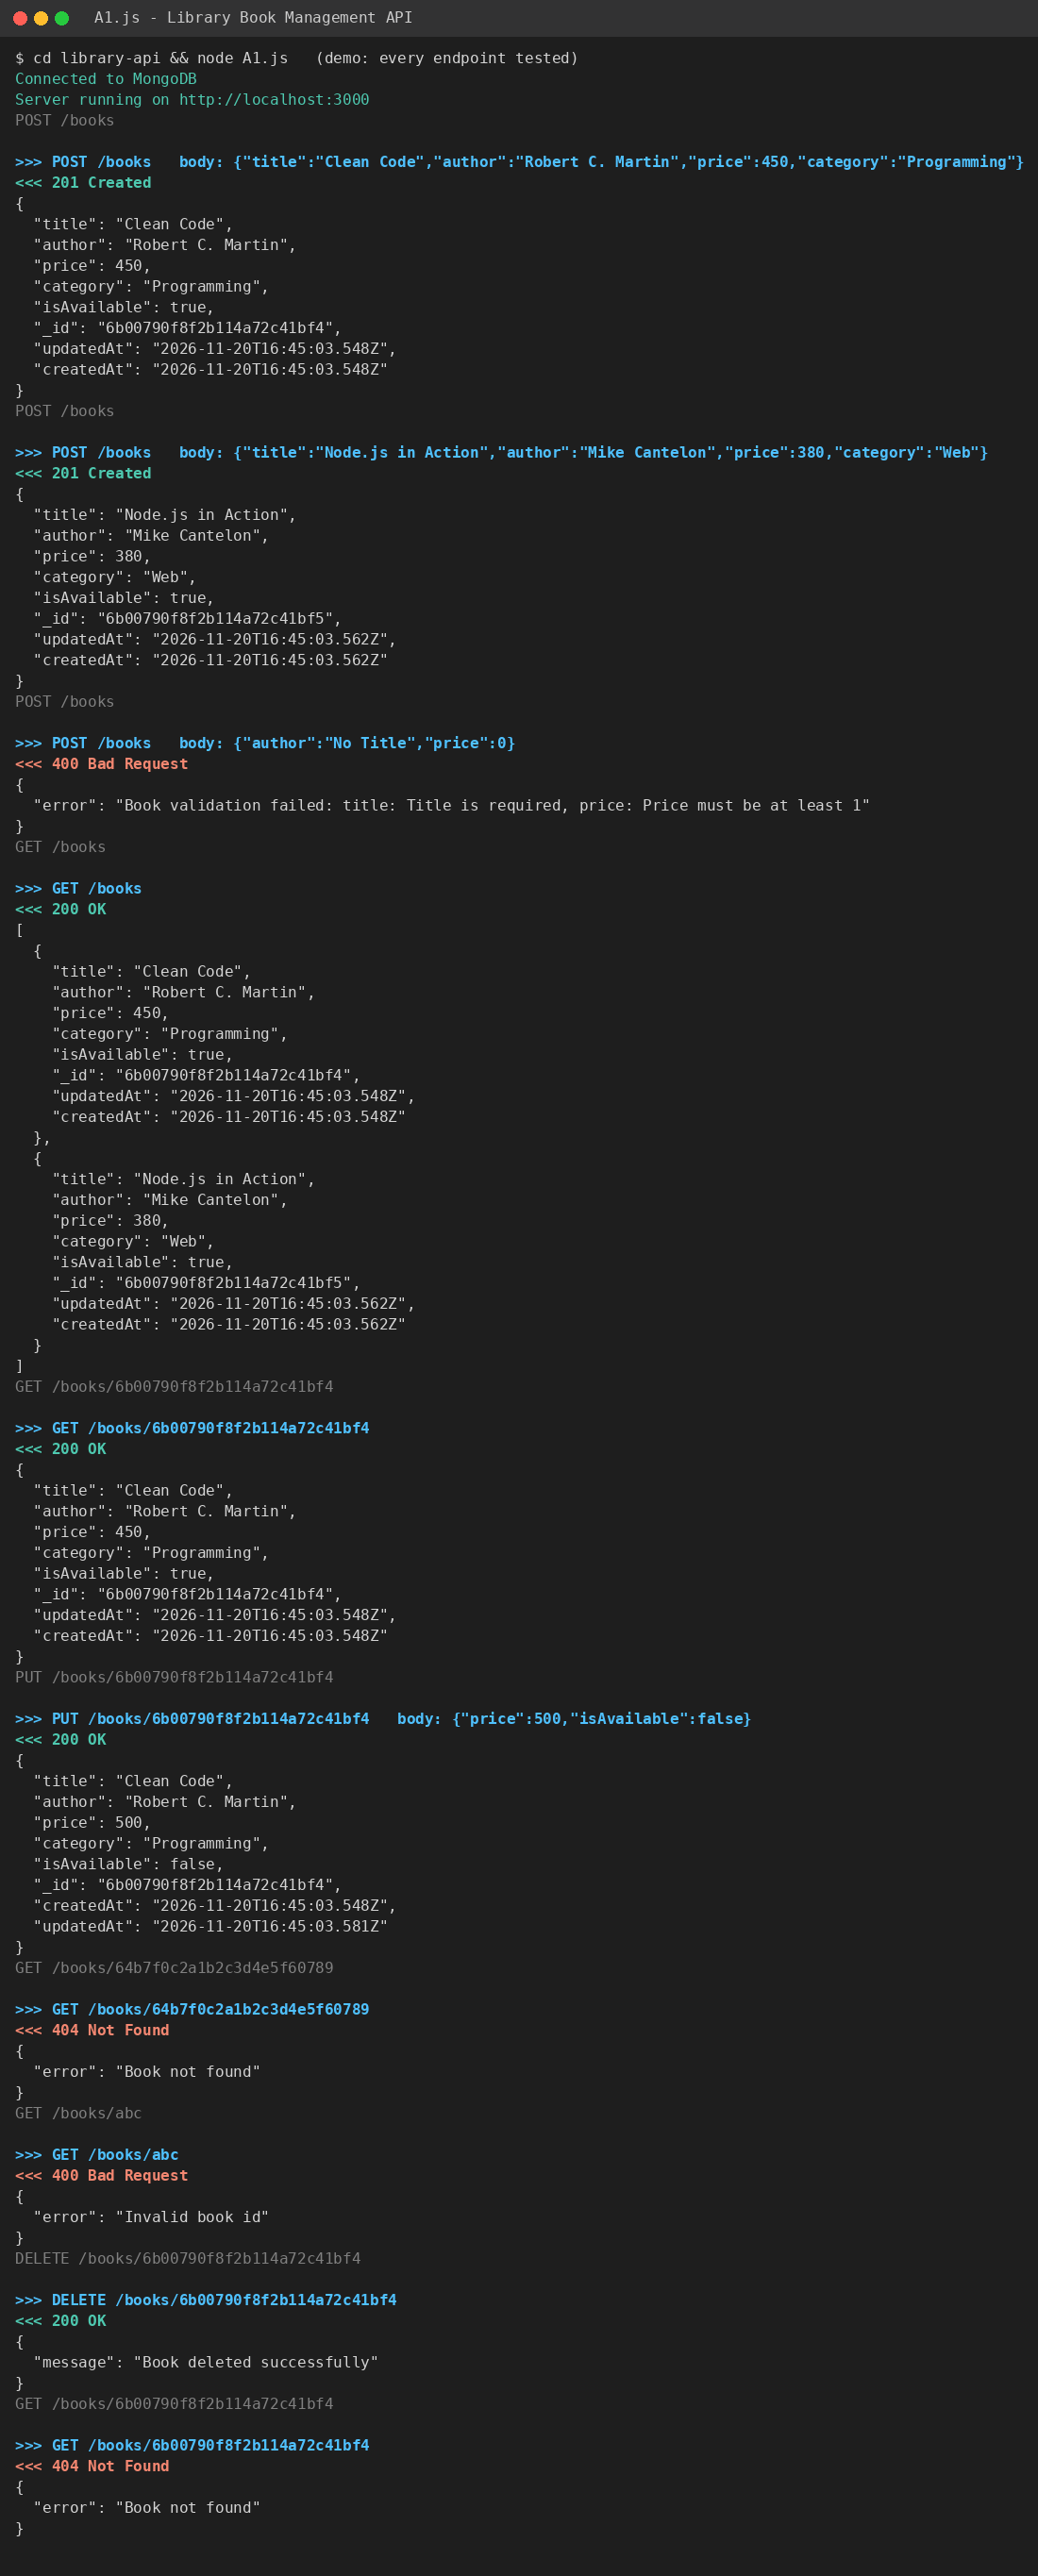 A1.js - Library Book Management API
$ cd library-api && node A1.js   (demo: every endpoint tested)
Connected to MongoDB
Server running on http://localhost:3000
POST /books

>>> POST /books   body: {"title":"Clean Code","author":"Robert C. Martin","price":450,"category":"Programming"}
<<< 201 Created
{
  "title": "Clean Code",
  "author": "Robert C. Martin",
  "price": 450,
  "category": "Programming",
  "isAvailable": true,
  "_id": "6b00790f8f2b114a72c41bf4",
  "updatedAt": "2026-11-20T16:45:03.548Z",
  "createdAt": "2026-11-20T16:45:03.548Z"
}
POST /books

>>> POST /books   body: {"title":"Node.js in Action","author":"Mike Cantelon","price":380,"category":"Web"}
<<< 201 Created
{
  "title": "Node.js in Action",
  "author": "Mike Cantelon",
  "price": 380,
  "category": "Web",
  "isAvailable": true,
  "_id": "6b00790f8f2b114a72c41bf5",
  "updatedAt": "2026-11-20T16:45:03.562Z",
  "createdAt": "2026-11-20T16:45:03.562Z"
}
POST /books

>>> POST /books   body: {"author":"No Title","price":0}
<<< 400 Bad Request
{
  "error": "Book validation failed: title: Title is required, price: Price must be at least 1"
}
GET /books

>>> GET /books
<<< 200 OK
[
  {
    "title": "Clean Code",
    "author": "Robert C. Martin",
    "price": 450,
    "category": "Programming",
    "isAvailable": true,
    "_id": "6b00790f8f2b114a72c41bf4",
    "updatedAt": "2026-11-20T16:45:03.548Z",
    "createdAt": "2026-11-20T16:45:03.548Z"
  },
  {
    "title": "Node.js in Action",
    "author": "Mike Cantelon",
    "price": 380,
    "category": "Web",
    "isAvailable": true,
    "_id": "6b00790f8f2b114a72c41bf5",
    "updatedAt": "2026-11-20T16:45:03.562Z",
    "createdAt": "2026-11-20T16:45:03.562Z"
  }
]
GET /books/6b00790f8f2b114a72c41bf4

>>> GET /books/6b00790f8f2b114a72c41bf4
<<< 200 OK
{
  "title": "Clean Code",
  "author": "Robert C. Martin",
  "price": 450,
  "category": "Programming",
  "isAvailable": true,
  "_id": "6b00790f8f2b114a72c41bf4",
  "updatedAt": "2026-11-20T16:45:03.548Z",
  "createdAt": "2026-11-20T16:45:03.548Z"
}
PUT /books/6b00790f8f2b114a72c41bf4

>>> PUT /books/6b00790f8f2b114a72c41bf4   body: {"price":500,"isAvailable":false}
<<< 200 OK
{
  "title": "Clean Code",
  "author": "Robert C. Martin",
  "price": 500,
  "category": "Programming",
  "isAvailable": false,
  "_id": "6b00790f8f2b114a72c41bf4",
  "createdAt": "2026-11-20T16:45:03.548Z",
  "updatedAt": "2026-11-20T16:45:03.581Z"
}
GET /books/64b7f0c2a1b2c3d4e5f60789

>>> GET /books/64b7f0c2a1b2c3d4e5f60789
<<< 404 Not Found
{
  "error": "Book not found"
}
GET /books/abc

>>> GET /books/abc
<<< 400 Bad Request
{
  "error": "Invalid book id"
}
DELETE /books/6b00790f8f2b114a72c41bf4

>>> DELETE /books/6b00790f8f2b114a72c41bf4
<<< 200 OK
{
  "message": "Book deleted successfully"
}
GET /books/6b00790f8f2b114a72c41bf4

>>> GET /books/6b00790f8f2b114a72c41bf4
<<< 404 Not Found
{
  "error": "Book not found"
}